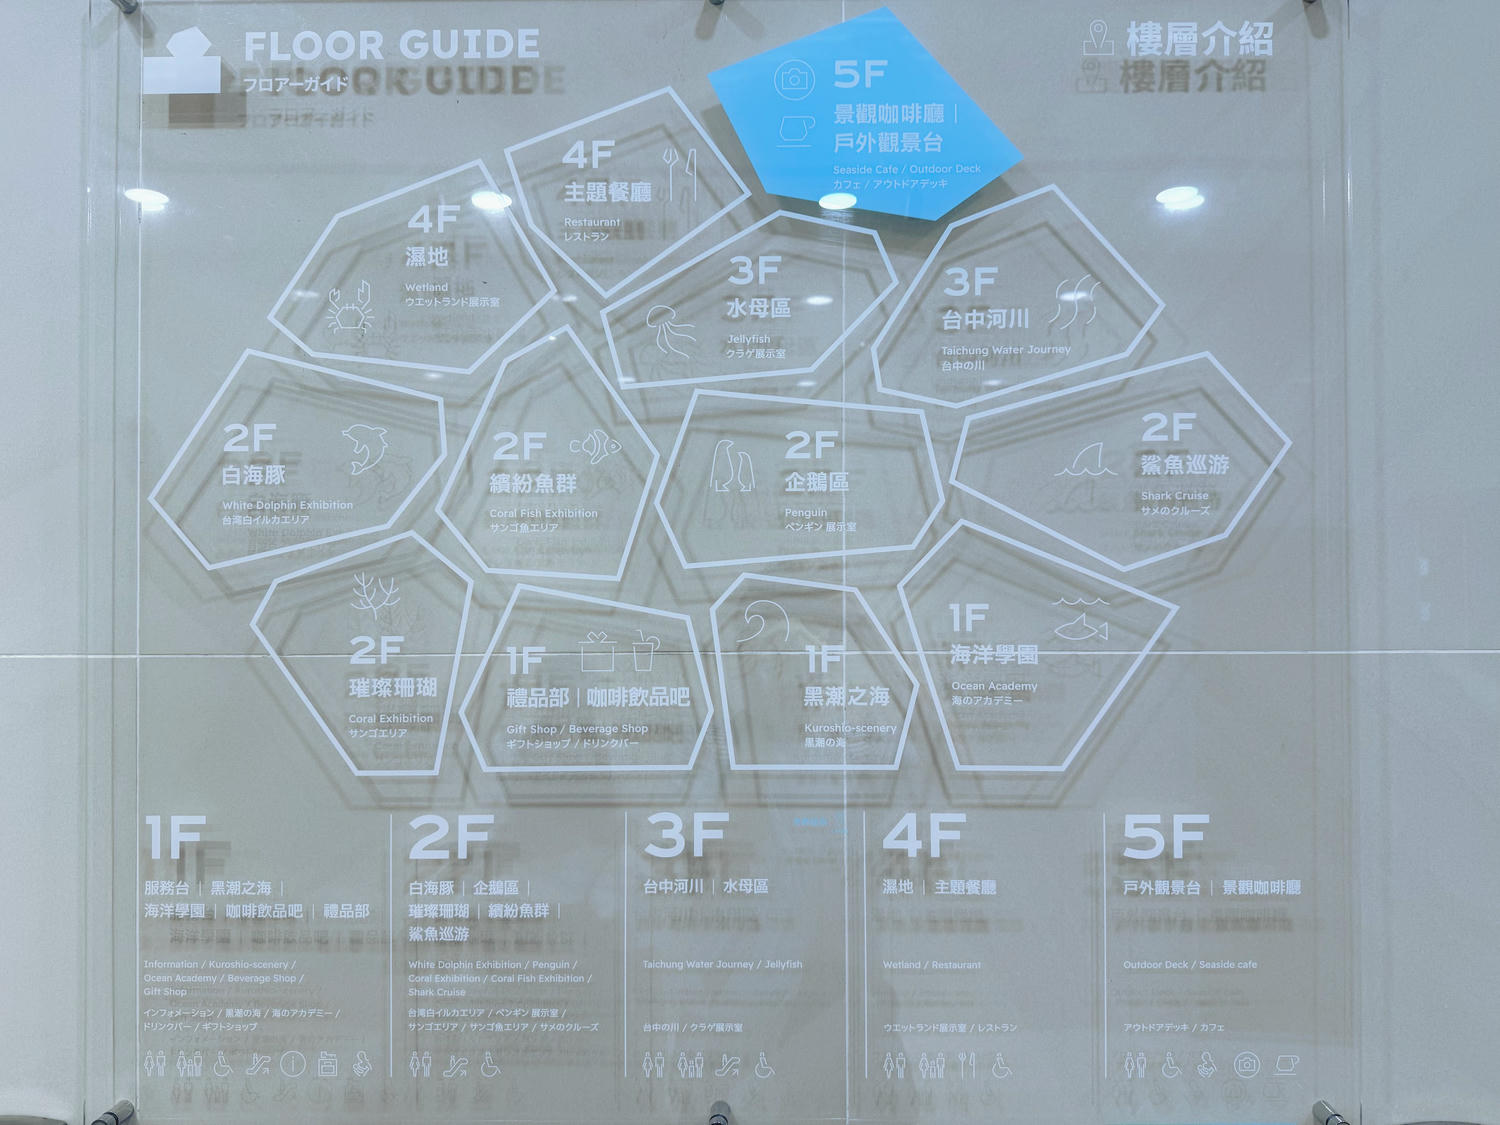 FLOOR GUIDE
フロアーガイド
樓層介紹
5F
景觀咖啡廳｜
戶外觀景台
Seaside Cafe / Outdoor Deck
カフェ / アウトドアデッキ
4F
主題餐廳
Restaurant
レストラン
4F
濕地
Wetland
ウエットランド展示室
3F
水母區
Jellyfish
クラゲ展示室
3F
台中河川
Taichung Water Journey
台中の川
2F
白海豚
White Dolphin Exhibition
台湾白イルカエリア
2F
繽紛魚群
Coral Fish Exhibition
サンゴ魚エリア
2F
企鵝區
Penguin
ペンギン 展示室
2F
鯊魚巡游
Shark Cruise
サメのクルーズ
2F
璀璨珊瑚
Coral Exhibition
サンゴエリア
1F
禮品部｜咖啡飲品吧
Gift Shop / Beverage Shop
ギフトショップ / ドリンクバー
1F
黑潮之海
Kuroshio-scenery
黒潮の海
1F
海洋學園
Ocean Academy
海のアカデミー
1F
服務台｜黑潮之海｜
海洋學園｜咖啡飲品吧｜禮品部
Information / Kuroshio-scenery /
Ocean Academy / Beverage Shop /
Gift Shop
インフォメーション / 黒潮の海 / 海のアカデミー /
ドリンクバー / ギフトショップ
2F
白海豚｜企鵝區｜
璀璨珊瑚｜繽紛魚群｜
鯊魚巡游
White Dolphin Exhibition / Penguin /
Coral Exhibition / Coral Fish Exhibition /
Shark Cruise
台湾白イルカエリア / ペンギン 展示室 /
サンゴエリア / サンゴ魚エリア / サメのクルーズ
3F
台中河川｜水母區
Taichung Water Journey / Jellyfish
台中の川 / クラゲ展示室
4F
濕地｜主題餐廳
Wetland / Restaurant
ウエットランド展示室 / レストラン
5F
戶外觀景台｜景觀咖啡廳
Outdoor Deck / Seaside cafe
アウトドアデッキ / カフェ